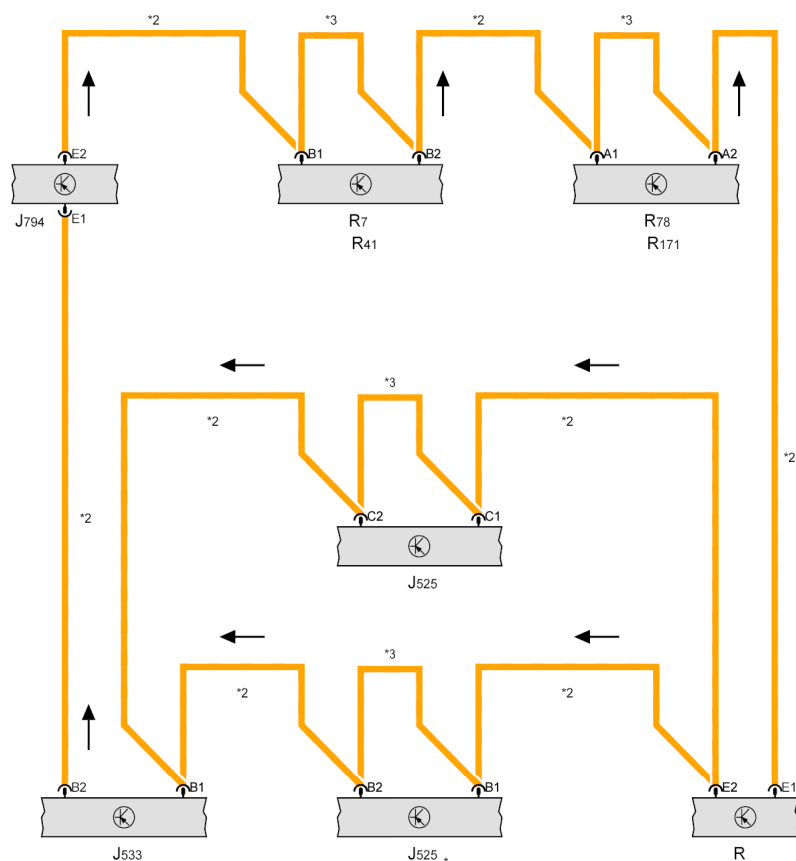 *2 *3 *2 *3
E2 B1 B2 A1 A2
J794 E1 R7 R78
R41 R171
*3
*2 *2
*2
C2 C1
*2
J525
*3
*2 *2
B2 B1 B2 B1 E2 E1
J533 J525 . R